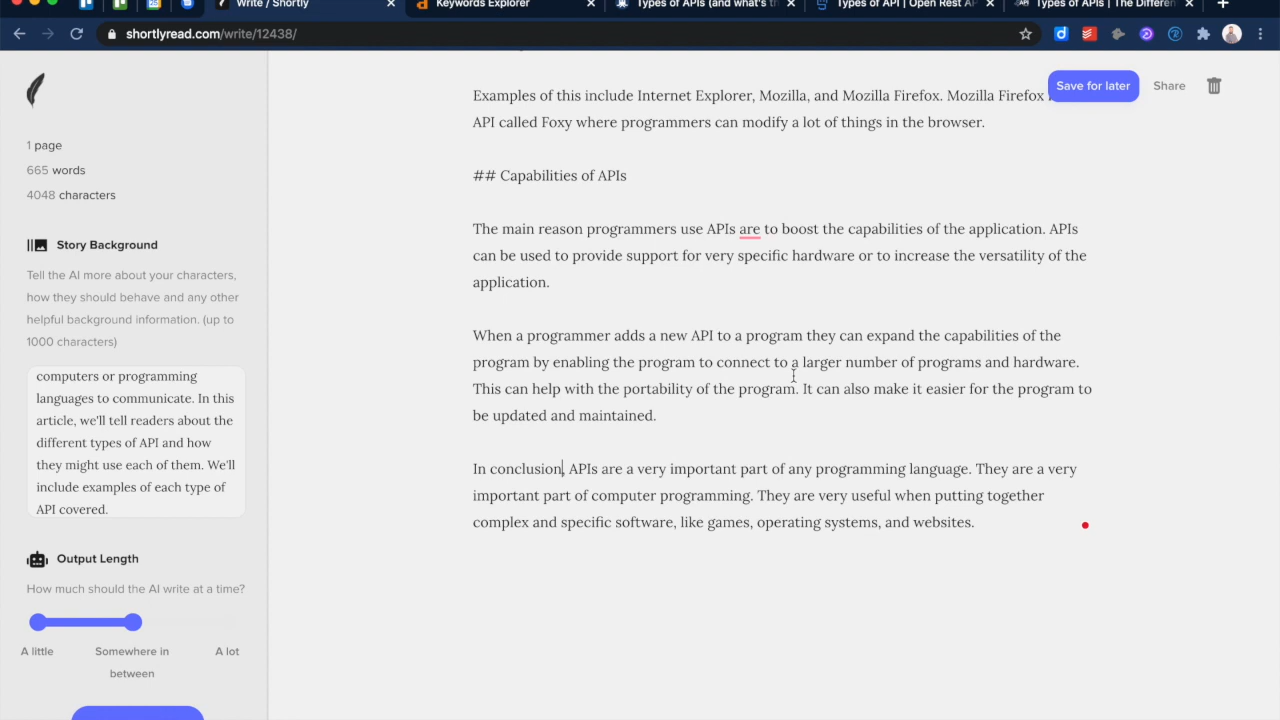 Write / Shortly
Keywords Explorer
Types of APIs (and what's th
Types of API | Open Rest AP
Types of APIs | The Differen
shortlyread.com/write/12438/
Save for later
Share
1 page
665 words
4048 characters
Story Background
Tell the AI more about your characters,
how they should behave and any other
helpful background information. (up to
1000 characters)
computers or programming
languages to communicate. In this
article, we'll tell readers about the
different types of API and how
they might use each of them. We'll
include examples of each type of
API covered.
Output Length
How much should the AI write at a time?
A little
Somewhere in
between
A lot
Examples of this include Internet Explorer, Mozilla, and Mozilla Firefox. Mozilla Firefox
API called Foxy where programmers can modify a lot of things in the browser.
## Capabilities of APIs
The main reason programmers use APIs are to boost the capabilities of the application. APIs
can be used to provide support for very specific hardware or to increase the versatility of the
application.
When a programmer adds a new API to a program they can expand the capabilities of the
program by enabling the program to connect to a larger number of programs and hardware.
This can help with the portability of the program. It can also make it easier for the program to
be updated and maintained.
In conclusion, APIs are a very important part of any programming language. They are a very
important part of computer programming. They are very useful when putting together
complex and specific software, like games, operating systems, and websites.